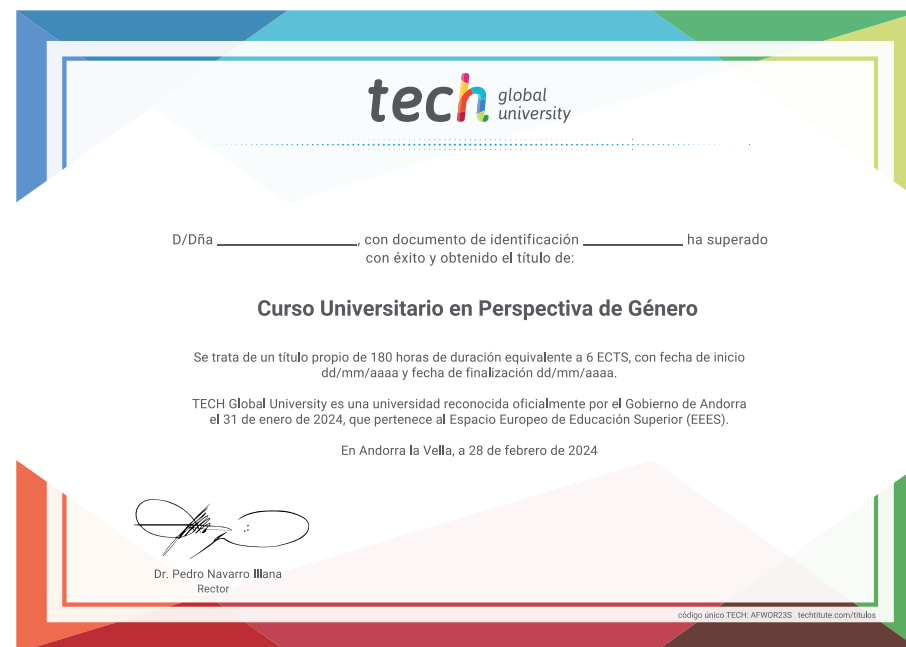 tech global university
D/Dña ____________, con documento de identificación ____________ ha superado
con éxito y obtenido el título de:
Curso Universitario en Perspectiva de Género
Se trata de un título propio de 180 horas de duración equivalente a 6 ECTS, con fecha de inicio
dd/mm/aaaa y fecha de finalización dd/mm/aaaa.
TECH Global University es una universidad reconocida oficialmente por el Gobierno de Andorra
el 31 de enero de 2024, que pertenece al Espacio Europeo de Educación Superior (EEES).
En Andorra la Vella, a 28 de febrero de 2024
Dr. Pedro Navarro Illana
Rector
código único TECH: AFWOR23S techtitute.com/titulos